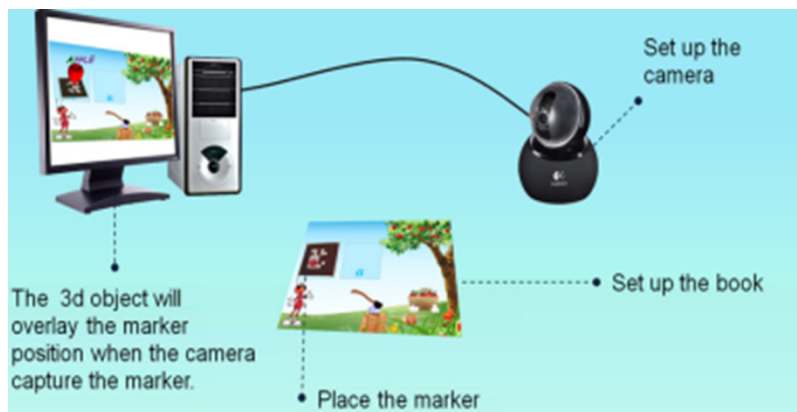 Set up the
camera
APPLE
a
a
Set up the book
The 3d object will
overlay the marker
position when the camera
capture the marker.
Place the marker